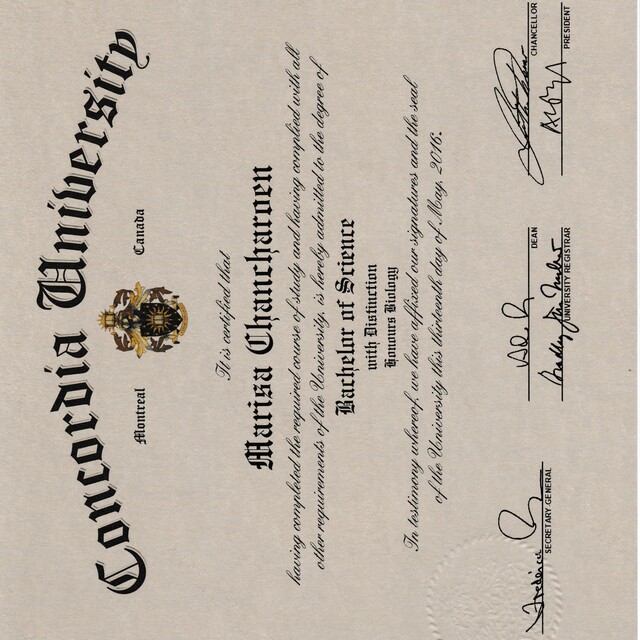 Concordia University
Montreal Canada
It is certified that
Marisa Chancharoen
having completed the required course of study and having complied with all
other requirements of the University, is hereby admitted to the degree of
Bachelor of Science
with Distinction
Honours Biology
In testimony whereof, we have affixed our signatures and the seal
of the University this thirteenth day of May, 2016.
SECRETARY-GENERAL
DEAN
UNIVERSITY REGISTRAR
CHANCELLOR
PRESIDENT